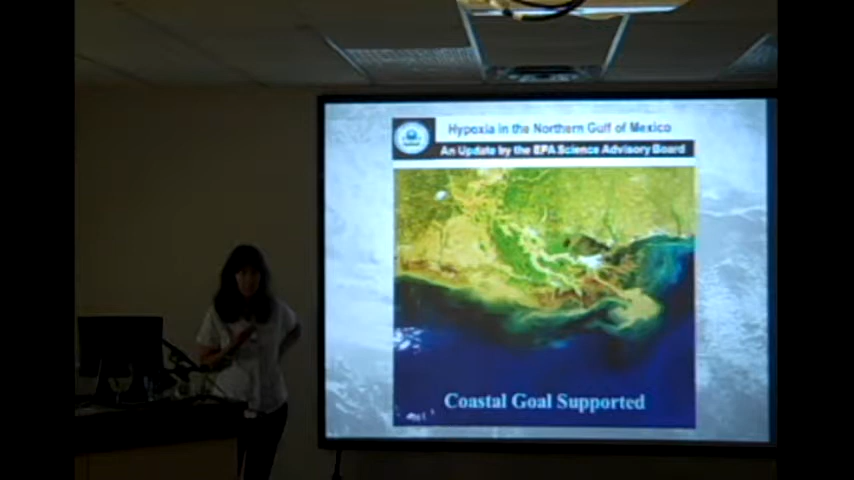 Hypoxia in the Northern Gulf of Mexico
An Update by the EPA Science Advisory Board
Coastal Goal Supported